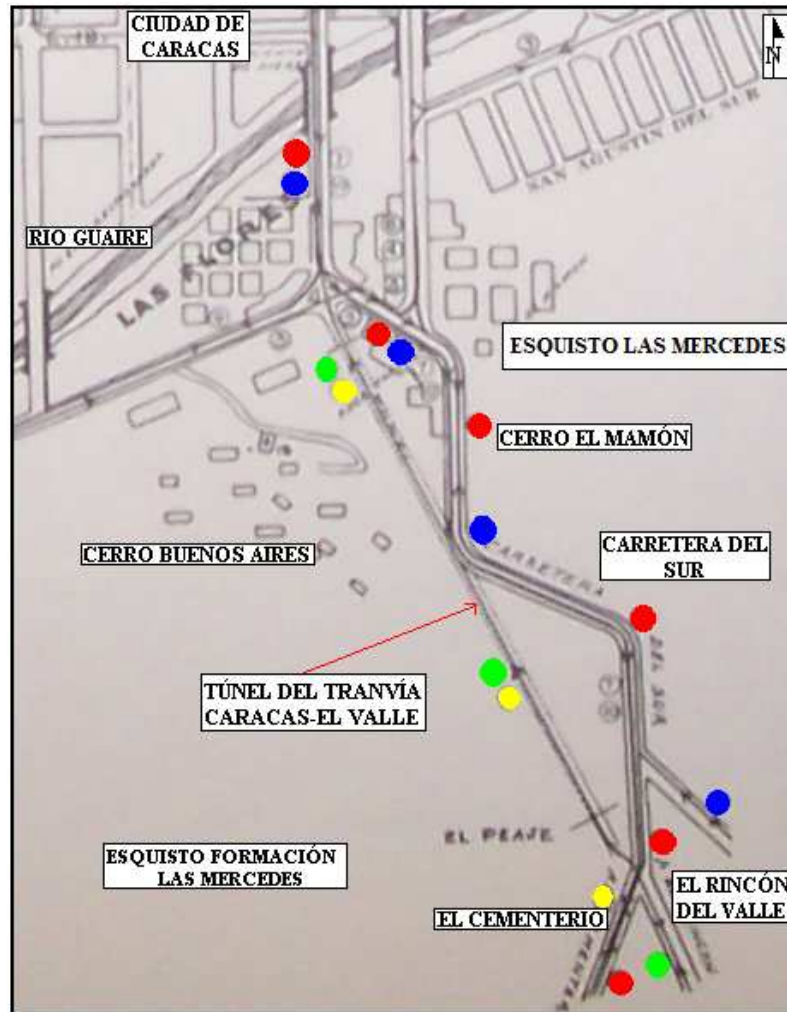 CIUDAD DE
CARACAS
N
SAN AGUSTIN DEL SUR
RIO GUAIRE
LAS FLORES
ESQUISTO LAS MERCEDES
CERRO EL MAMÓN
CERRO BUENOS AIRES
CARRETERA
CARRETERA DEL
SUR
DEL SUR
TÚNEL DEL TRANVÍA
CARACAS-EL VALLE
EL PEAJE
ESQUISTO FORMACIÓN
LAS MERCEDES
EL RINCÓN
DEL VALLE
EL CEMENTERIO